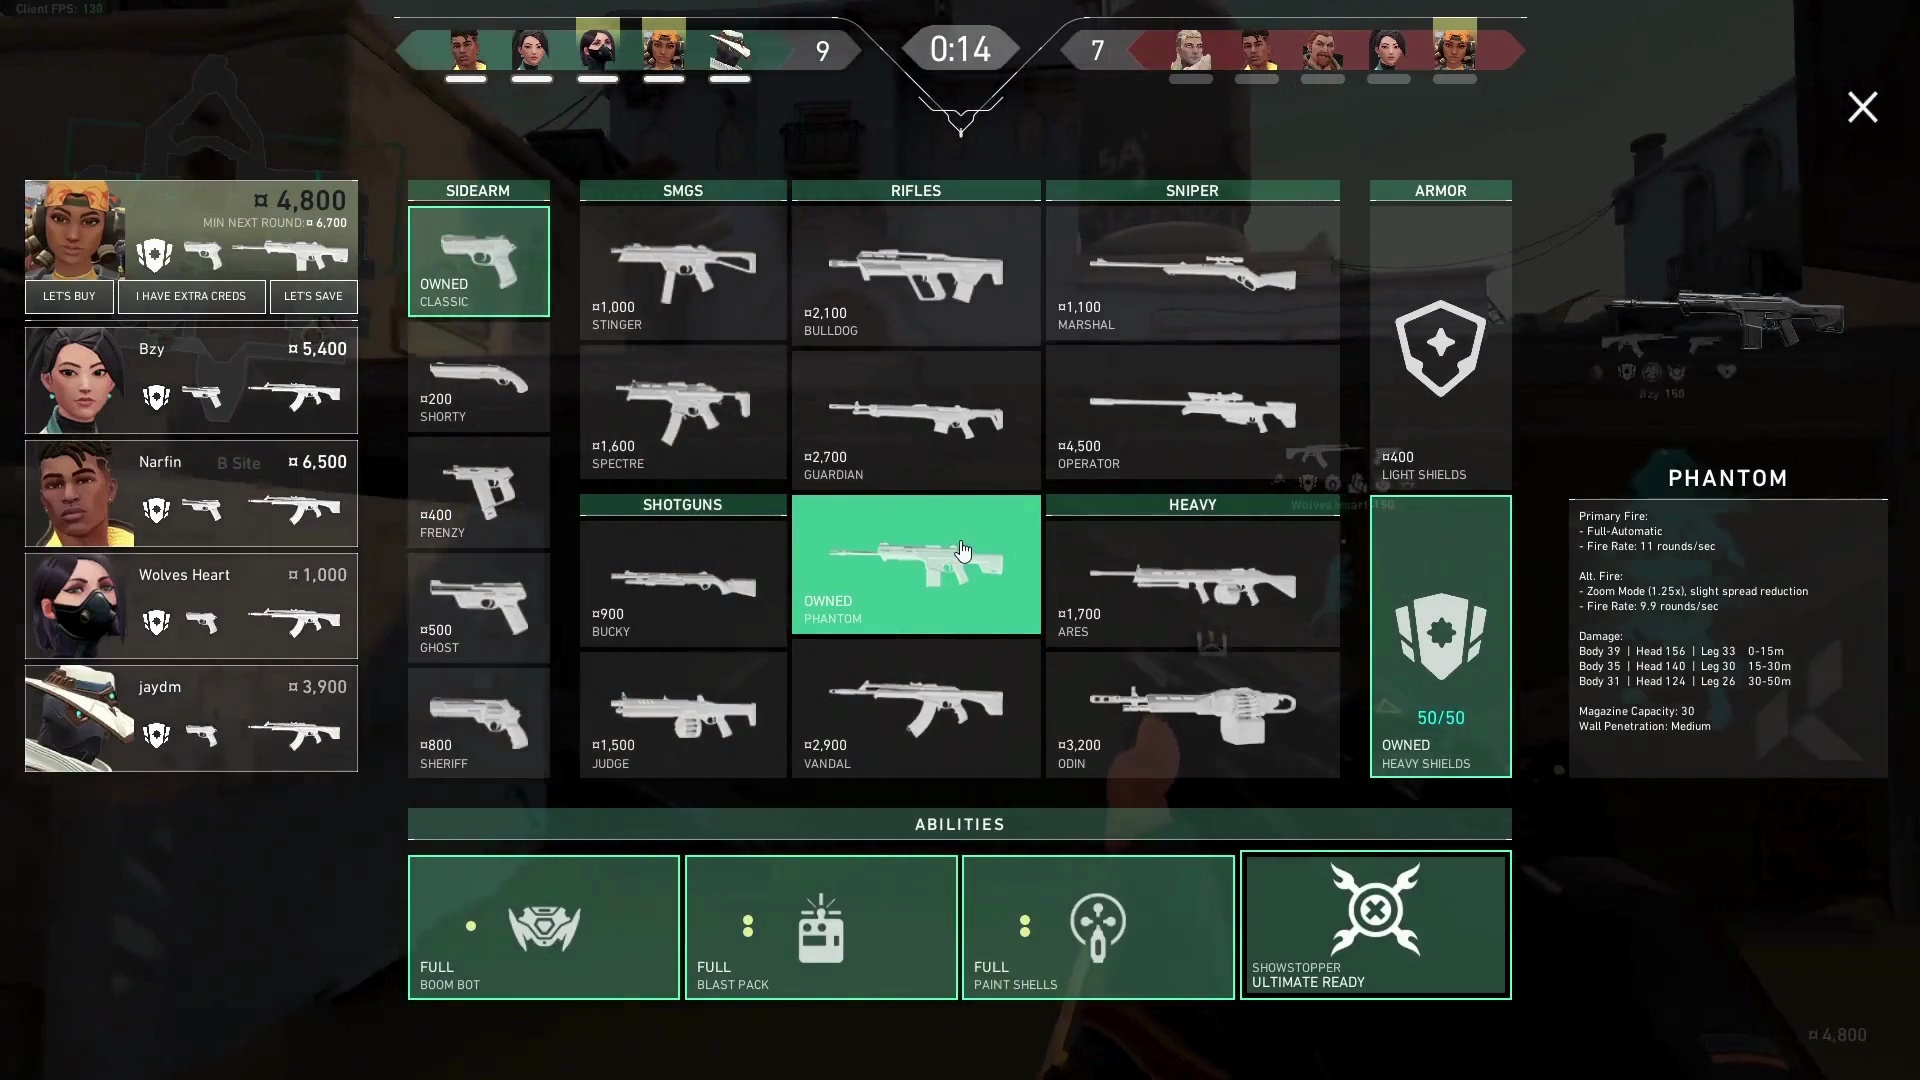 Client FPS: 130
9
0:14
7
¤ 4,800
MIN NEXT ROUND: ¤ 6,700
LET'S BUY
I HAVE EXTRA CREDS
LET'S SAVE
Bzy
¤ 5,400
Narfin
B Site
¤ 6,500
Wolves Heart
¤ 1,000
jaydm
¤ 3,900
SIDEARM
OWNED
CLASSIC
¤200
SHORTY
¤400
FRENZY
¤500
GHOST
¤800
SHERIFF
SMGS
¤1,000
STINGER
¤1,600
SPECTRE
SHOTGUNS
¤900
BUCKY
¤1,500
JUDGE
RIFLES
¤2,100
BULLDOG
¤2,700
GUARDIAN
OWNED
PHANTOM
¤2,900
VANDAL
SNIPER
¤1,100
MARSHAL
¤4,500
OPERATOR
Wolves Heart 150
HEAVY
¤1,700
ARES
¤3,200
ODIN
ARMOR
¤400
LIGHT SHIELDS
50/50
OWNED
HEAVY SHIELDS
Bzy 150
PHANTOM
Primary Fire:
- Full-Automatic
- Fire Rate: 11 rounds/sec
Alt. Fire:
- Zoom Mode (1.25x), slight spread reduction
- Fire Rate: 9.9 rounds/sec
Damage:
Body 39 | Head 156 | Leg 33 0-15m
Body 35 | Head 140 | Leg 30 15-30m
Body 31 | Head 124 | Leg 26 30-50m
Magazine Capacity: 30
Wall Penetration: Medium
ABILITIES
FULL
BOOM BOT
FULL
BLAST PACK
FULL
PAINT SHELLS
SHOWSTOPPER
ULTIMATE READY
¤ 4,800